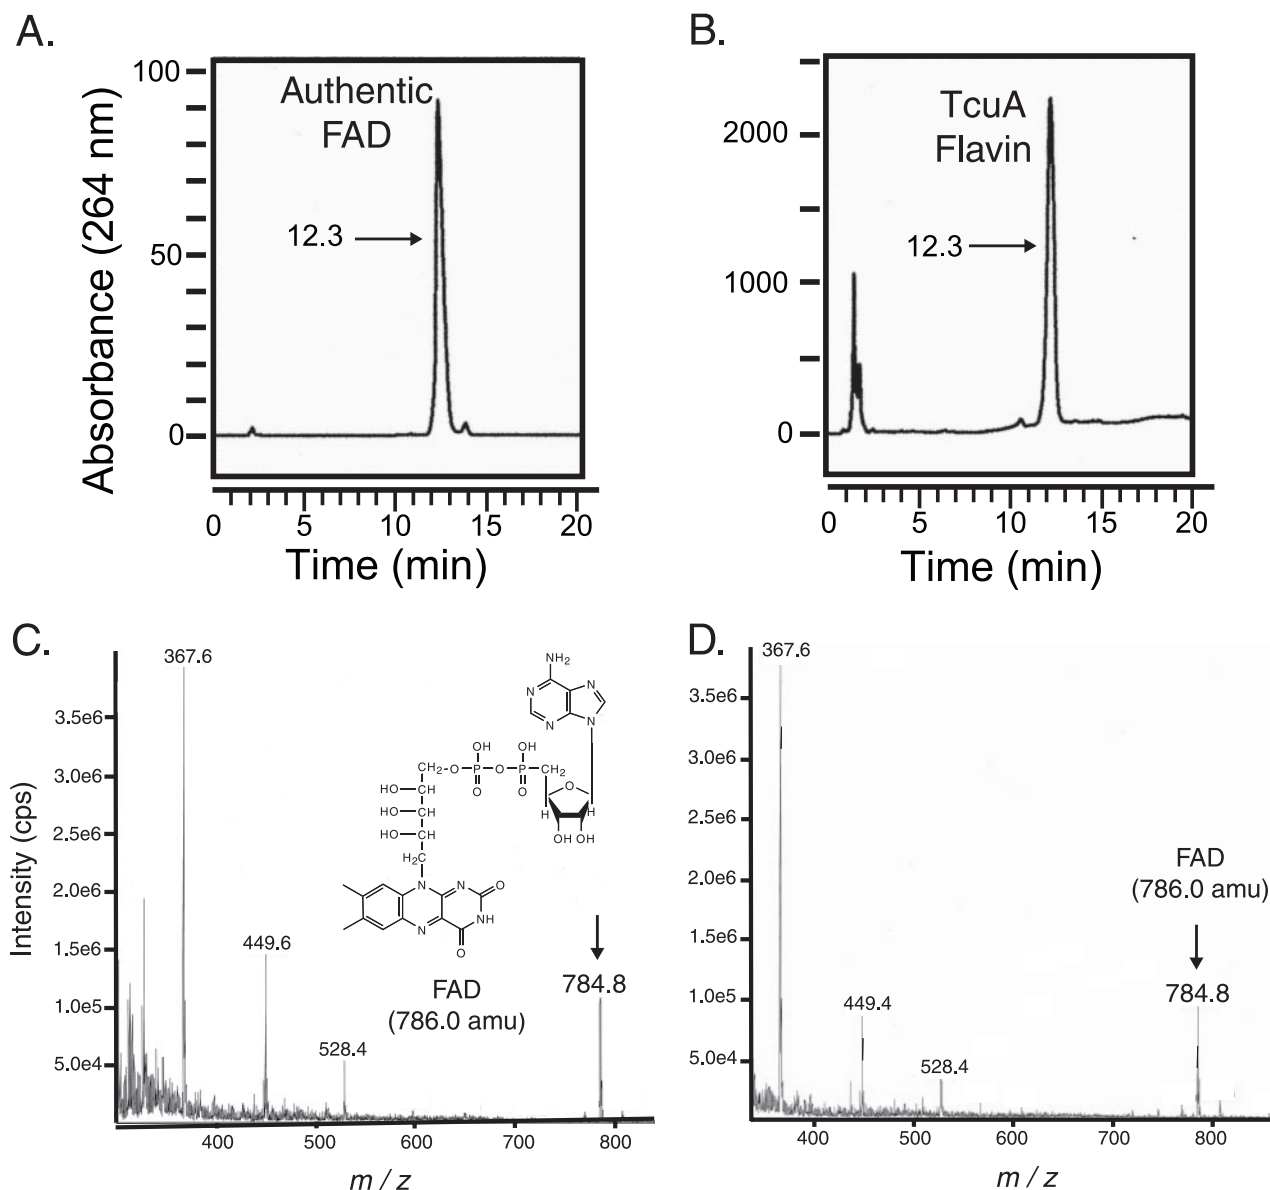 A.
Absorbance (264 nm)
100
50
0
Authentic
FAD
12.3
0 5 10 15 20
Time (min)
B.
2000
1000
0
TcuA
Flavin
12.3
0 5 10 15 20
Time (min)
C.
Intensity (cps)
3.5e6
3.0e6
2.5e6
2.0e6
1.5e6
1.0e5
5.0e4
367.6
449.6
528.4
784.8
NH2
N
N
N
N
OH
OH
CH2-O
P
O
P
CH2
O
O
O
HO
CH
HO
CH
HO
CH
H2C
H
H
OH OH
N
N
O
NH
N
O
FAD
(786.0 amu)
400 500 600 700 800
m / z
D.
3.5e6
3.0e6
2.5e6
2.0e6
1.5e6
1.0e5
5.0e4
367.6
449.4
528.4
FAD
(786.0 amu)
784.8
400 500 600 700 800
m / z